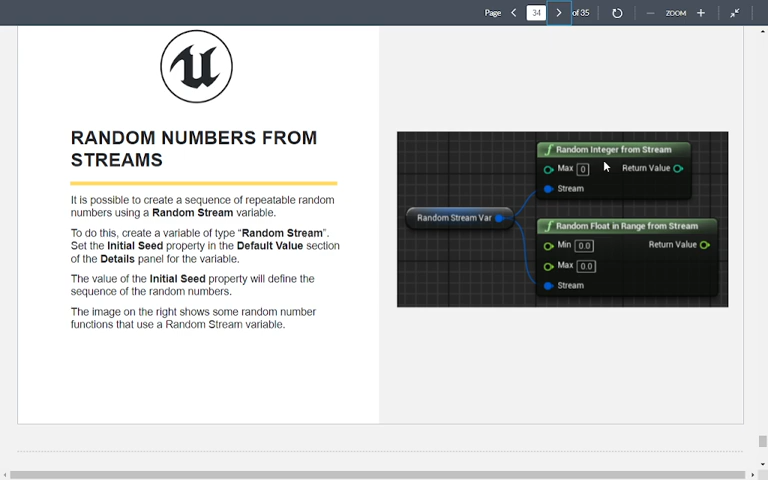 Page 34 of 35 ZOOM
RANDOM NUMBERS FROM
STREAMS
It is possible to create a sequence of repeatable random
numbers using a Random Stream variable.
To do this, create a variable of type “Random Stream”.
Set the Initial Seed property in the Default Value section
of the Details panel for the variable.
The value of the Initial Seed property will define the
sequence of the random numbers.
The image on the right shows some random number
functions that use a Random Stream variable.
Random Stream Var
f Random Integer from Stream
Max 0 Return Value
Stream
f Random Float in Range from Stream
Min 0.0 Return Value
Max 0.0
Stream